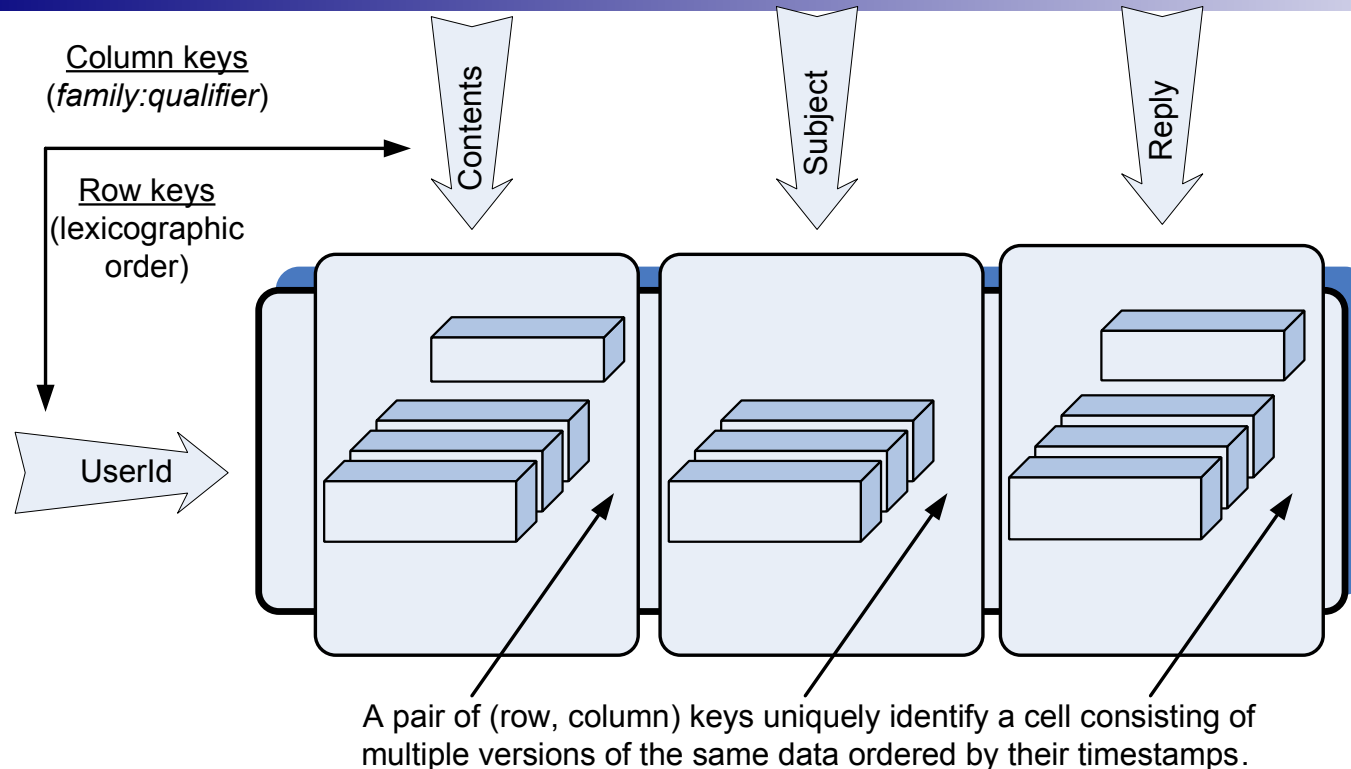 Column keys
(family:qualifier)
Contents
Subject
Reply
Row keys
(lexicographic
order)
UserId
A pair of (row, column) keys uniquely identify a cell consisting of
multiple versions of the same data ordered by their timestamps.